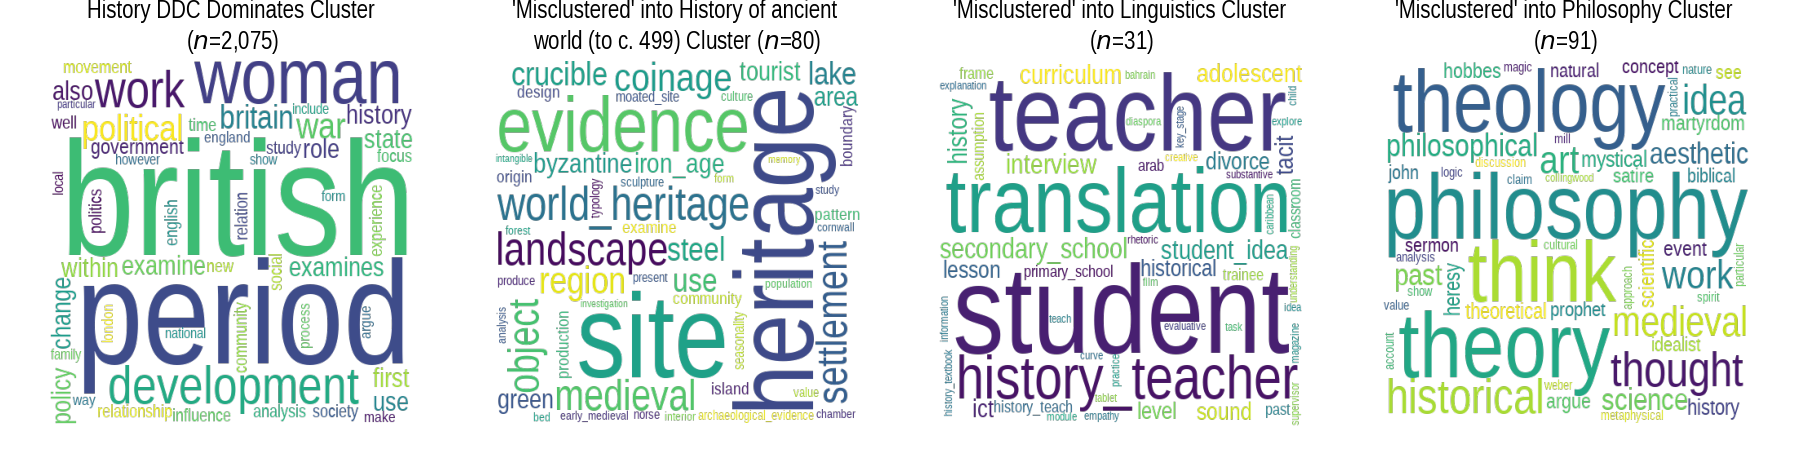 History DDC Dominates Cluster
(n=2,075)
movement
also
work
woman
particular
include
history
well
political
time
britain
war
state
england
government
study
role
focus
however
show
british
local
politics
english
relation
form
experience
within
examine
new
social
examines
period
change
london
national
community
process
argue
family
policy
development
first
way
use
relationship
influence
analysis
society
make
'Misclustered' into History of ancient
world (to c. 499) Cluster (n=80)
crucible
coinage
tourist
lake
design
moated_site
culture
area
evidence
heritage
boundary
intangible
byzantine
iron_age
memory
origin
sculpture
form
study
world_heritage
typology
pattern
forest
examine
cornwall
landscape
steel
settlement
produce
region
present
use
population
community
investigation
analysis
object
production
site
seasonality
green
medieval
island
value
bed
early_medieval
norse
interior
archaeological_evidence
chamber
'Misclustered' into Linguistics Cluster
(n=31)
frame
curriculum
bahrain
adolescent
explanation
teacher
child
history
assumption
diaspora
key_stage
explore
tacit
interview
arab
creative
divorce
substantive
translation
caribbean
classroom
secondary_school
rhetoric
student_idea
understanding
lesson
primary_school
historical
trainee
film
student
idea
information
teach
evaluative
task
magazine
curve
practice
history_teacher
history_textbook
tablet
supervisor
ict
history_teach
level
sound
past
module
empathy
'Misclustered' into Philosophy Cluster
(n=91)
hobbes
magic
natural
concept
nature
see
theology
practical
idea
martyrdom
philosophical
mill
art
mystical
aesthetic
discussion
john
logic
claim
collingwood
satire
biblical
philosophy
sermon
cultural
event
analysis
think
scientific
particular
past
heresy
approach
work
show
spirit
value
theoretical
prophet
medieval
account
theory
idealist
thought
historical
weber
argue
science
history
metaphysical